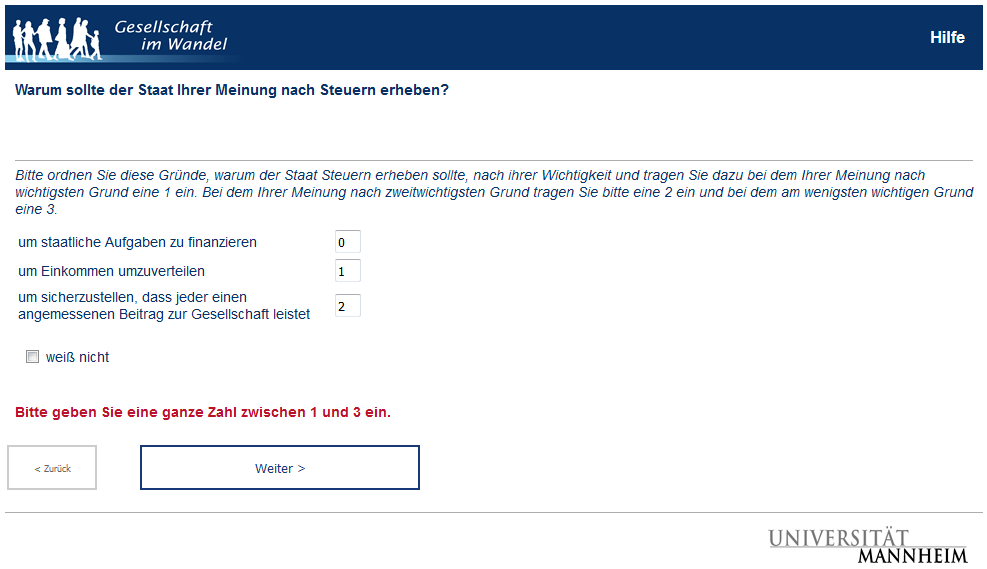 Gesellschaft
im Wandel
Hilfe
Warum sollte der Staat Ihrer Meinung nach Steuern erheben?
Bitte ordnen Sie diese Gründe, warum der Staat Steuern erheben sollte, nach ihrer Wichtigkeit und tragen Sie dazu bei dem Ihrer Meinung nach
wichtigsten Grund eine 1 ein. Bei dem Ihrer Meinung nach zweitwichtigsten Grund tragen Sie bitte eine 2 ein und bei dem am wenigsten wichtigen Grund
eine 3.
um staatliche Aufgaben zu finanzieren 0
um Einkommen umzuverteilen 1
um sicherzustellen, dass jeder einen
angemessenen Beitrag zur Gesellschaft leistet 2
weiß nicht
Bitte geben Sie eine ganze Zahl zwischen 1 und 3 ein.
< Zurück
Weiter >
UNIVERSITÄT
MANNHEIM